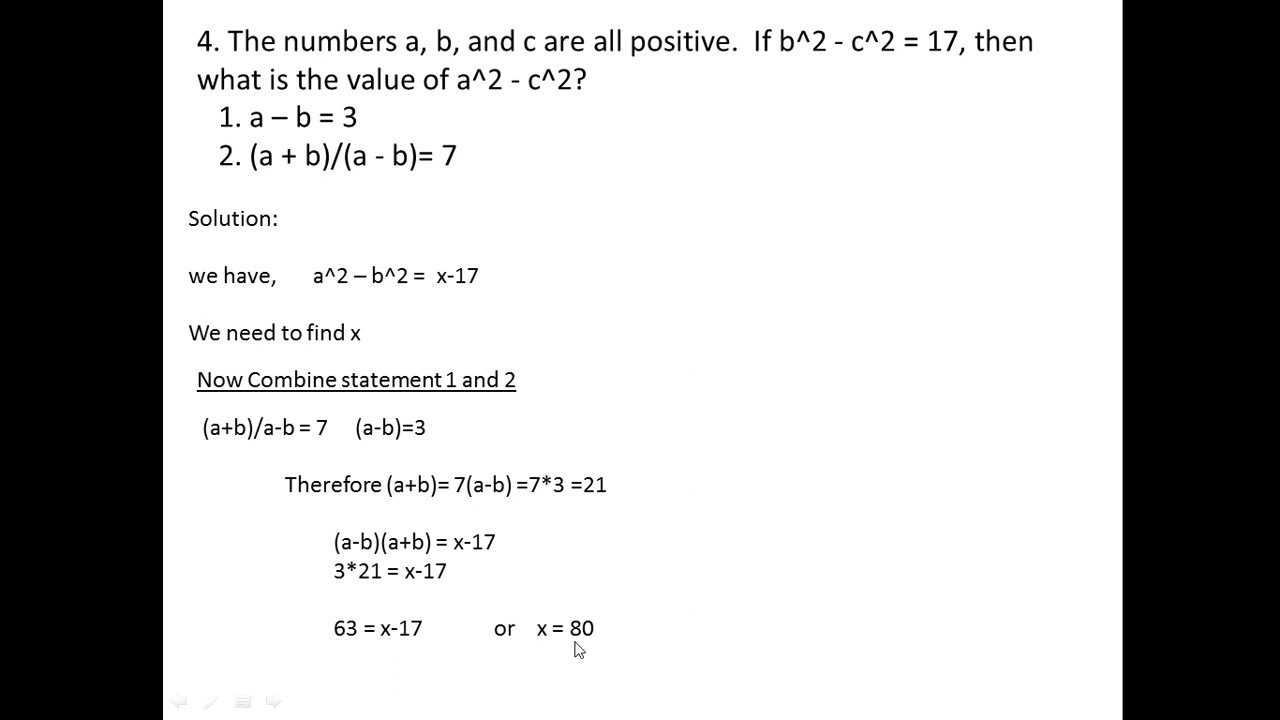 4. The numbers a, b, and c are all positive. If b^2 - c^2 = 17, then
what is the value of a^2 - c^2?
1. a – b = 3
2. (a + b)/(a - b)= 7
Solution:
we have, a^2 – b^2 = x-17
We need to find x
Now Combine statement 1 and 2
(a+b)/a-b = 7 (a-b)=3
Therefore (a+b)= 7(a-b) =7*3 =21
(a-b)(a+b) = x-17
3*21 = x-17
63 = x-17 or x = 80